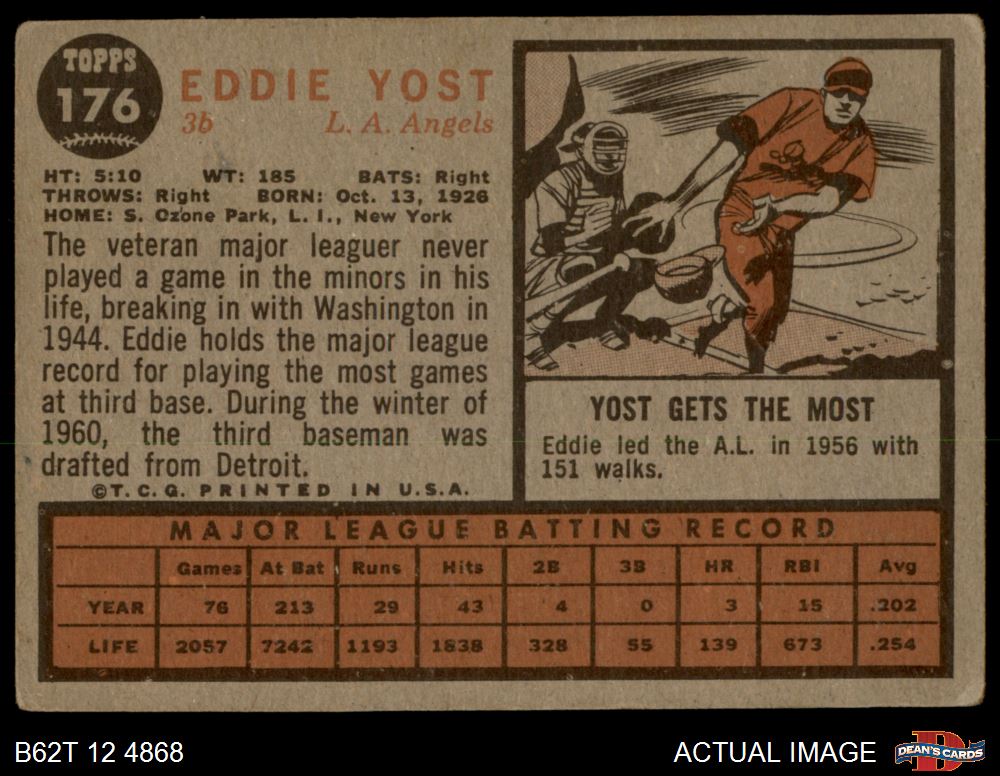 TOPPS
176
EDDIE YOST
3b L. A. Angels
HT: 5:10 WT: 185 BATS: Right
THROWS: Right BORN: Oct. 13, 1926
HOME: S. Ozone Park, L. I., New York
The veteran major leaguer never
played a game in the minors in his
life, breaking in with Washington in
1944. Eddie holds the major league
record for playing the most games
at third base. During the winter of
1960, the third baseman was
drafted from Detroit.
©T. C. G. PRINTED IN U.S.A.
YOST GETS THE MOST
Eddie led the A.L. in 1956 with
151 walks.
MAJOR LEAGUE BATTING RECORD
Games At Bat Runs Hits 2B 3B HR RBI Avg
YEAR 76 213 29 43 4 0 3 15 .202
LIFE 2057 7242 1193 1838 328 55 139 673 .254
B62T 12 4868
ACTUAL IMAGE
DEAN'S CARDS